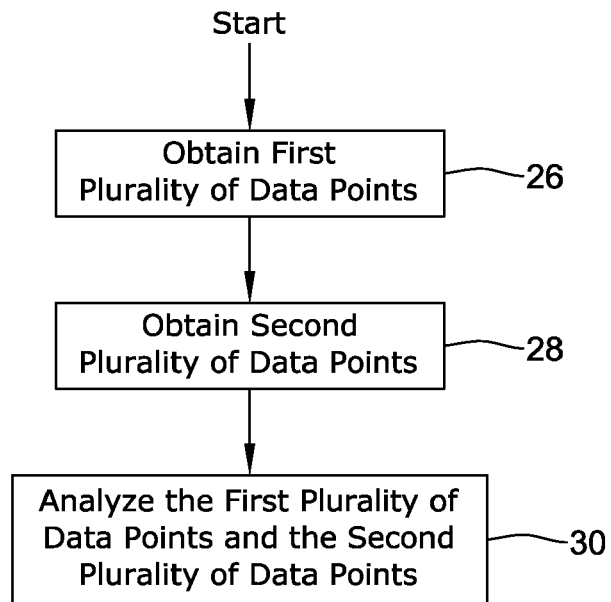 Start
Obtain First
Plurality of Data Points
26
Obtain Second
Plurality of Data Points
28
Analyze the First Plurality of
Data Points and the Second
Plurality of Data Points
30